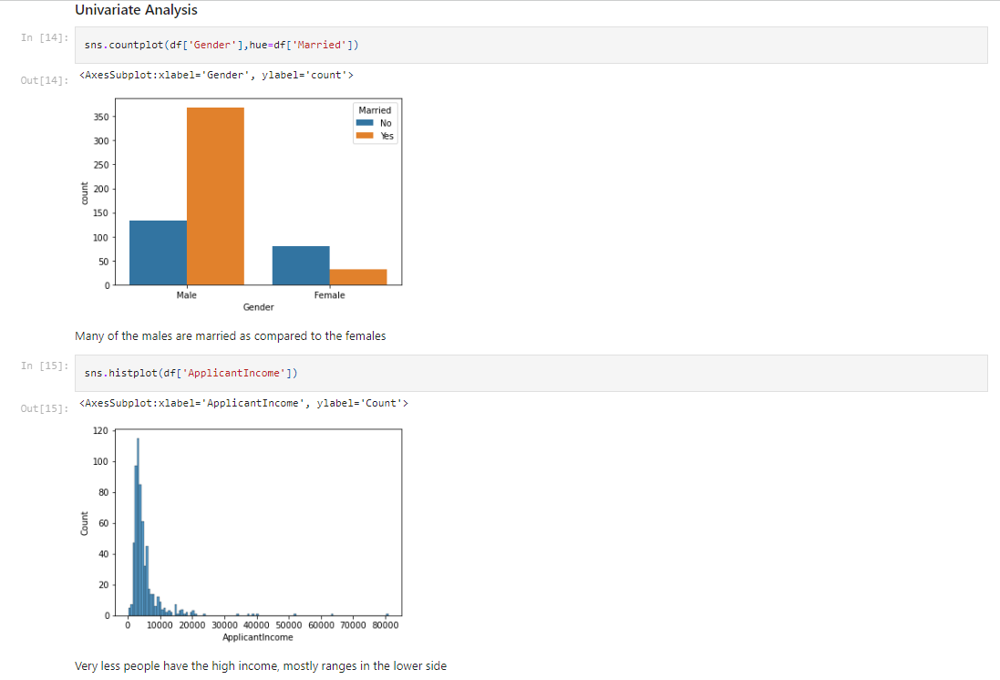 Univariate Analysis
In [14]:
sns.countplot(df['Gender'],hue=df['Married'])
Out[14]:
<AxesSubplot:xlabel='Gender', ylabel='count'>
Married
No
Yes
350
300
250
200
150
100
50
0
count
Male Female
Gender
Many of the males are married as compared to the females
In [15]:
sns.histplot(df['ApplicantIncome'])
Out[15]:
<AxesSubplot:xlabel='ApplicantIncome', ylabel='Count'>
120
100
80
60
40
20
0
Count
0 10000 20000 30000 40000 50000 60000 70000 80000
ApplicantIncome
Very less people have the high income, mostly ranges in the lower side